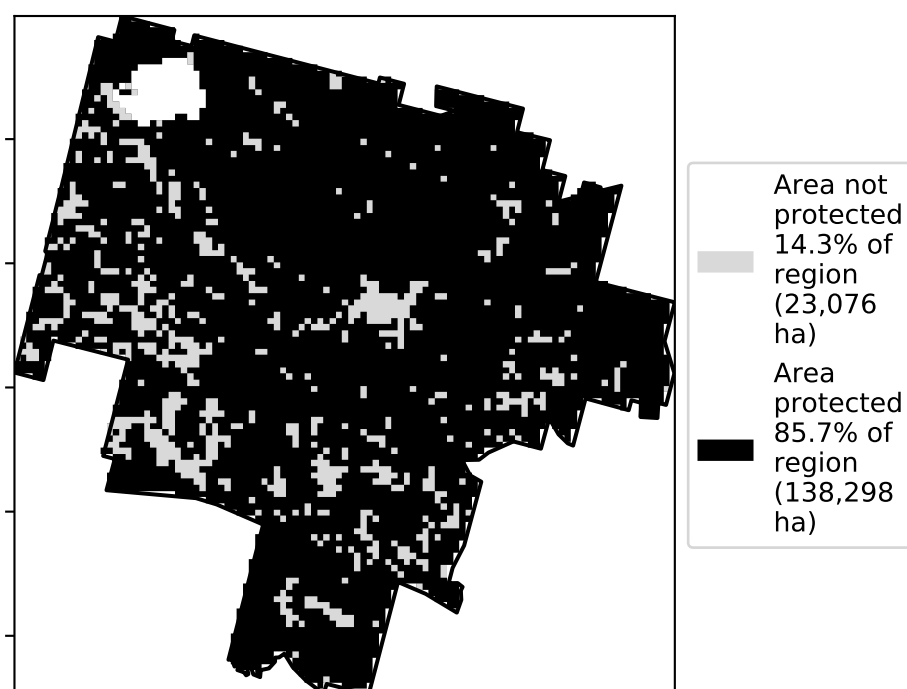 Area not
protected
14.3% of
region
(23,076
ha)
Area
protected
85.7% of
region
(138,298
ha)